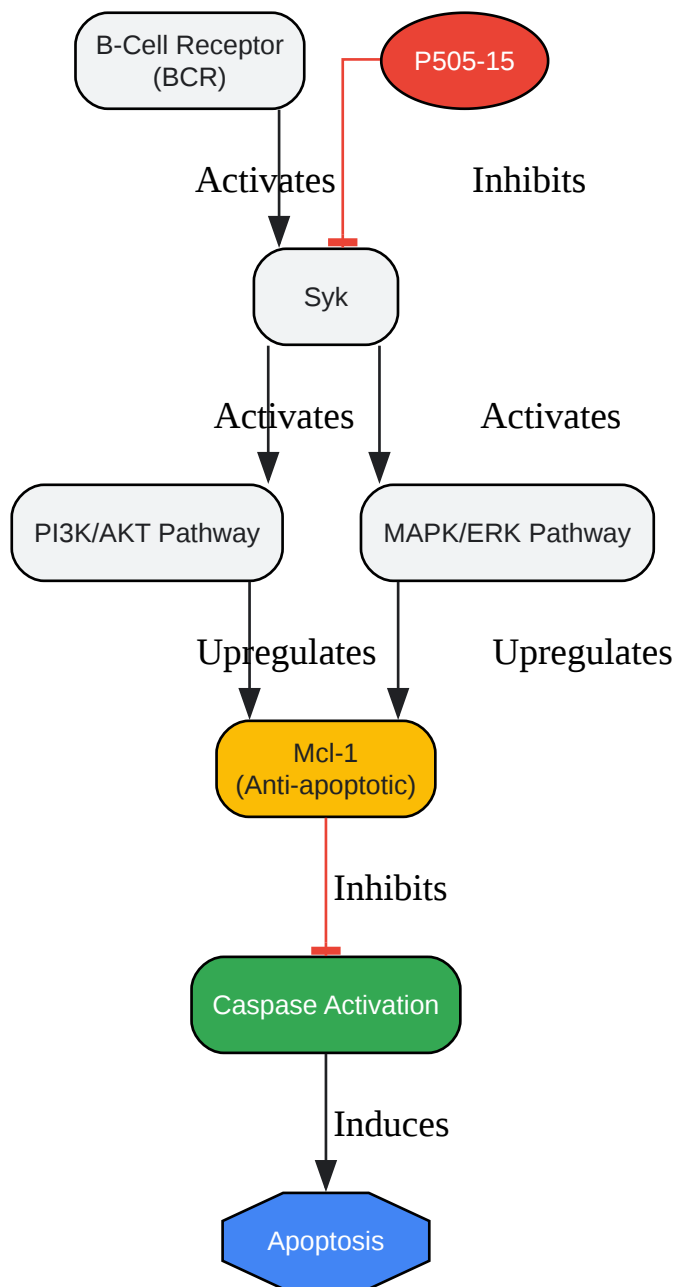 B-Cell Receptor
(BCR)
P505-15
Activates
Inhibits
Syk
Activates
Activates
PI3K/AKT Pathway
MAPK/ERK Pathway
Upregulates
Upregulates
Mcl-1
(Anti-apoptotic)
Inhibits
Caspase Activation
Induces
Apoptosis